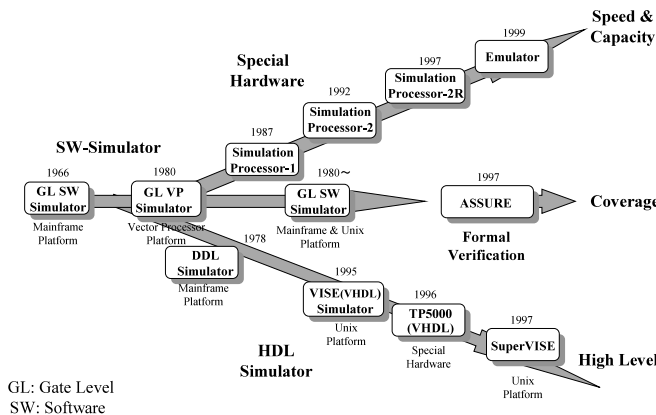 Speed &
Capacity
1999
Emulator
Special
Hardware
1997
Simulation
Processor-2R
1992
Simulation
Processor-2
1987
Simulation
Processor-1
SW-Simulator
1966
GL SW
Simulator
Mainframe
Platform
1980
GL VP
Simulator
Vector Processor
Platform
1980~
GL SW
Simulator
Mainframe & Unix
Platform
1997
ASSURE
Formal
Verification
Coverage
1978
DDL
Simulator
Mainframe
Platform
1995
VISE(VHDL)
Simulator
Unix
Platform
1996
TP5000
(VHDL)
Special
Hardware
1997
SuperVISE
Unix
Platform
HDL
Simulator
High Level
GL: Gate Level
SW: Software